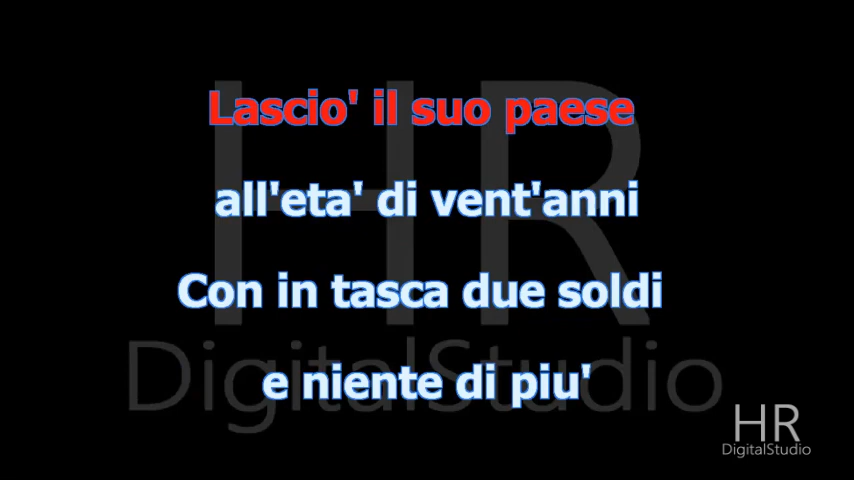 Lascio' il suo paese
all'eta' di vent'anni
Con in tasca due soldi
e niente di piu'
HR
DigitalStudio
HR
DigitalStudio